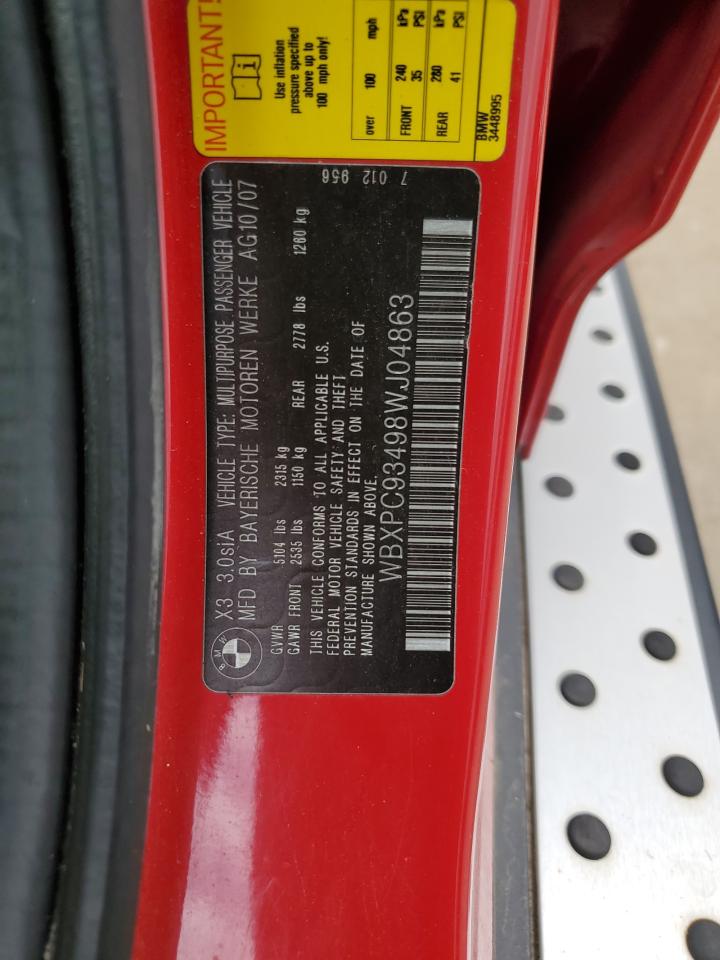 IMPORTANT!
Use inflation
pressure specified
above up to
100 mph only!
over 100 mph
FRONT 240 kPa
35 PSI
REAR 280 kPa
41 PSI
BMW
3448995
BMW
X3 3.0siA VEHICLE TYPE: MULTIPURPOSE PASSENGER VEHICLE
MFD BY BAYERISCHE MOTOREN WERKE AG10/07
GVWR 5104 lbs 2315 kg
GAWR FRONT 2535 lbs 1150 kg REAR 2778 lbs 1260 kg
THIS VEHICLE CONFORMS TO ALL APPLICABLE U.S.
FEDERAL MOTOR VEHICLE SAFETY AND THEFT
PREVENTION STANDARDS IN EFFECT ON THE DATE OF
MANUFACTURE SHOWN ABOVE.
WBXPC93498WJ04863
7 012 956